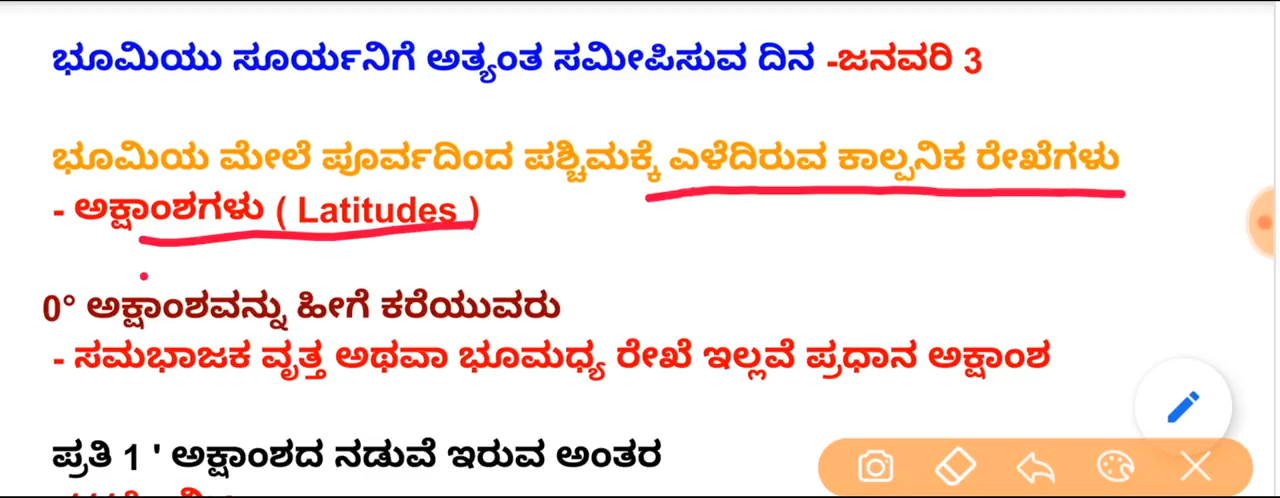 ಭೂಮಿಯು ಸೂರ್ಯನಿಗೆ ಅತ್ಯಂತ ಸಮೀಪಿಸುವ ದಿನ -ಜನವರಿ 3
ಭೂಮಿಯ ಮೇಲೆ ಪೂರ್ವದಿಂದ ಪಶ್ಚಿಮಕ್ಕೆ ಎಳೆದಿರುವ ಕಾಲ್ಪನಿಕ ರೇಖೆಗಳು
- ಅಕ್ಷಾಂಶಗಳು ( Latitudes )
0° ಅಕ್ಷಾಂಶವನ್ನು ಹೀಗೆ ಕರೆಯುವರು
- ಸಮಭಾಜಕ ವೃತ್ತ ಅಥವಾ ಭೂಮಧ್ಯ ರೇಖೆ ಇಲ್ಲವೆ ಪ್ರಧಾನ ಅಕ್ಷಾಂಶ
ಪ್ರತಿ 1 ' ಅಕ್ಷಾಂಶದ ನಡುವೆ ಇರುವ ಅಂತರ